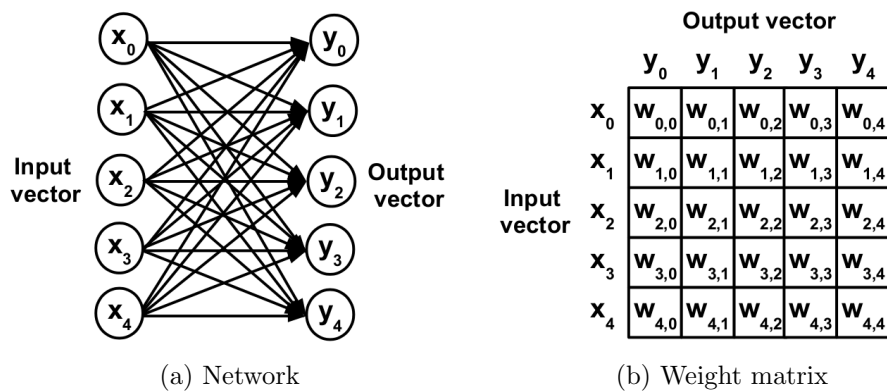 x0 y0
x1 y1
Input vector x2 y2 Output vector
x3 y3
x4 y4
(a) Network
Output vector
y0 y1 y2 y3 y4
x0 w0,0 w0,1 w0,2 w0,3 w0,4
x1 w1,0 w1,1 w1,2 w1,3 w1,4
Input vector
x2 w2,0 w2,1 w2,2 w2,3 w2,4
x3 w3,0 w3,1 w3,2 w3,3 w3,4
x4 w4,0 w4,1 w4,2 w4,3 w4,4
(b) Weight matrix